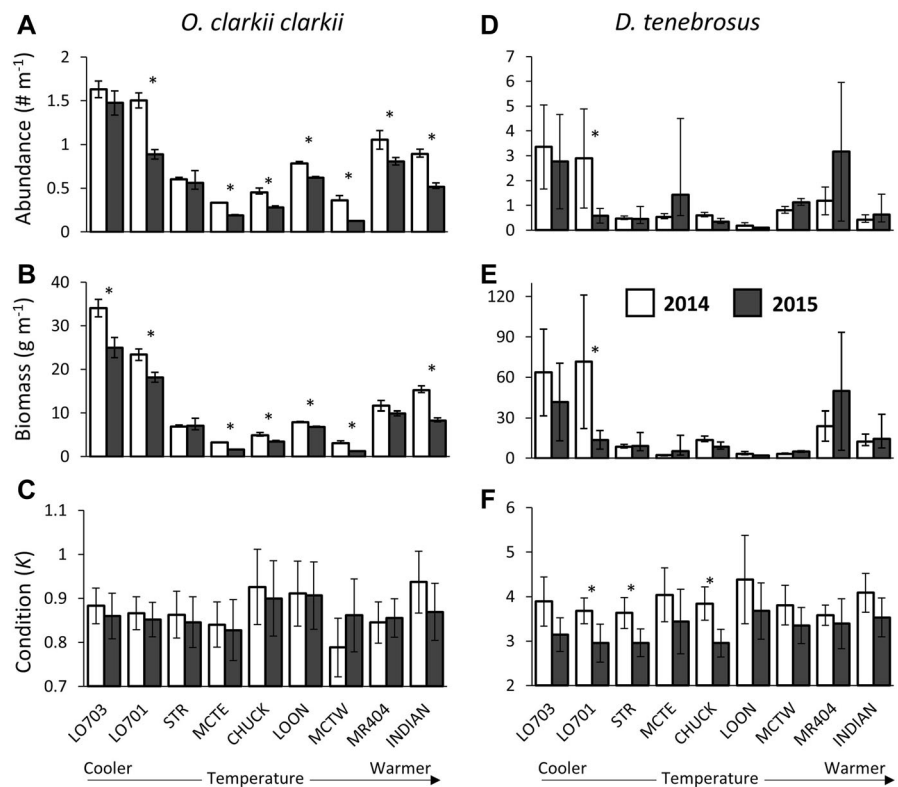 A
O. clarkii clarkii
Abundance (# m-1)
2
1.5
1
0.5
0
* * * * * * *
B
Biomass (g m-1)
40
30
20
10
0
* * * * * * *
C
Condition (K)
1.1
1
0.9
0.8
0.7
LO703 LO701 STR MCTE CHUCK LOON MCTW MR404 INDIAN
Cooler Temperature Warmer
D
D. tenebrosus
7
6
5
4
3
2
1
0
*
E
120
90
60
30
0
*
2014 2015
F
6
5
4
3
2
* * *
LO703 LO701 STR MCTE CHUCK LOON MCTW MR404 INDIAN
Cooler Temperature Warmer